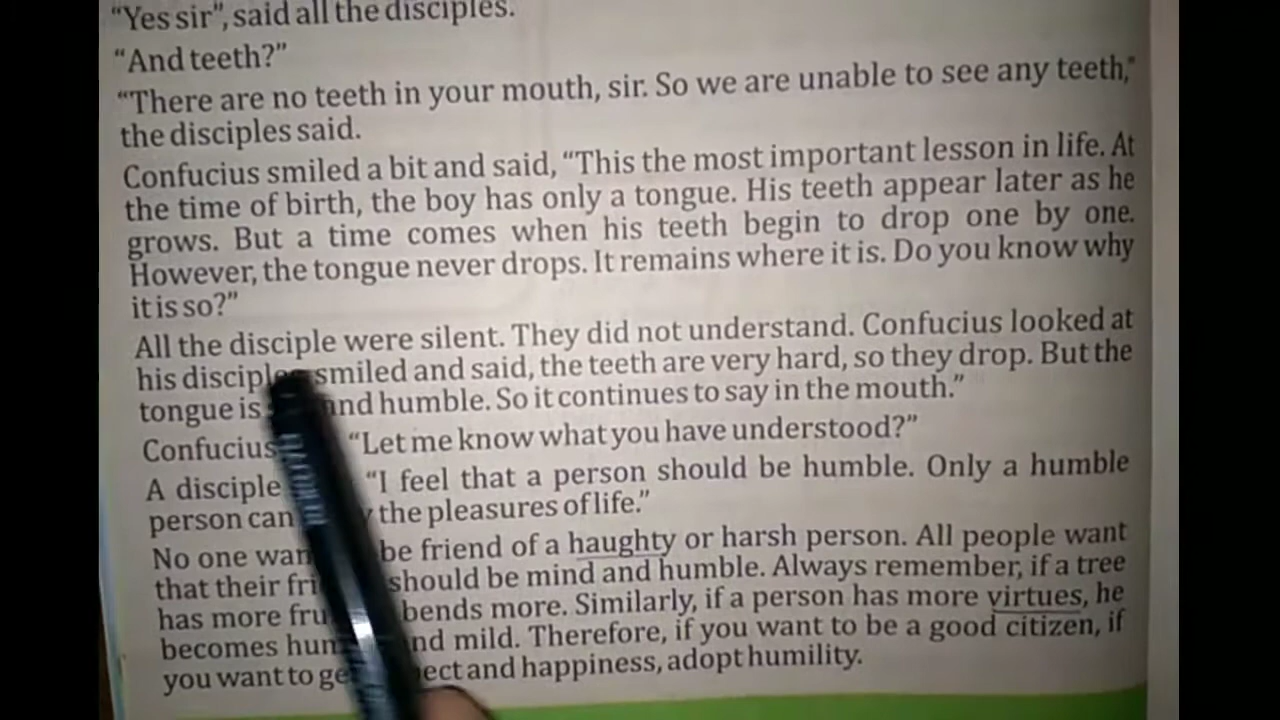 “Yes sir”, said all the disciples.
“And teeth?”
“There are no teeth in your mouth, sir. So we are unable to see any teeth,”
the disciples said.
Confucius smiled a bit and said, “This the most important lesson in life. At
the time of birth, the boy has only a tongue. His teeth appear later as he
grows. But a time comes when his teeth begin to drop one by one.
However, the tongue never drops. It remains where it is. Do you know why
it is so?”
All the disciple were silent. They did not understand. Confucius looked at
his smiled and said, the teeth are very hard, so they drop. But the
tongue is and humble. So it continues to say in the mouth.”
Confucius “Let me know what you have understood?”
A disciple “I feel that a person should be humble. Only a humble
person can the pleasures of life.”
No one be friend of a haughty or harsh person. All people want
that their should be mind and humble. Always remember, if a tree
has more bends more. Similarly, if a person has more virtues, he
becomes and mild. Therefore, if you want to be a good citizen, if
you want to and happiness, adopt humility.